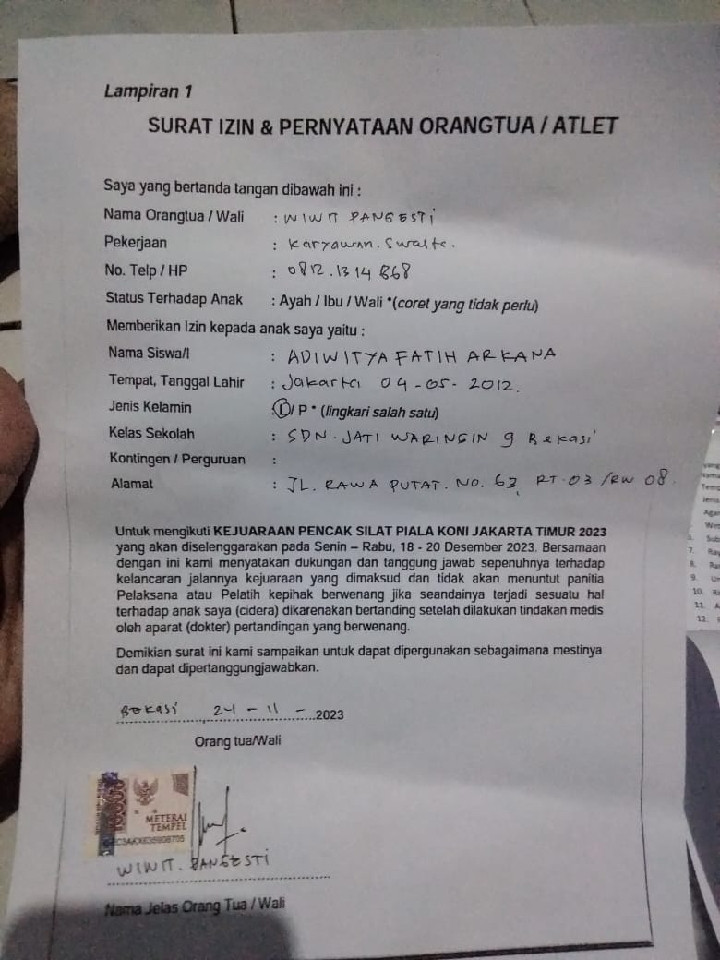 Lampiran 1
SURAT IZIN & PERNYATAAN ORANGTUA / ATLET
Saya yang bertanda tangan dibawah ini :
Nama Orangtua / Wali : WIWIT PANGESTI
Pekerjaan : Karyawan. Swasta.
No. Telp / HP : 0812.1314 868
Status Terhadap Anak : Ayah / Ibu / Wali *(coret yang tidak perlu)
Memberikan Izin kepada anak saya yaitu :
Nama Siswa/I : ADIWITYA FATIH ARKANA
Tempat, Tanggal Lahir : Jakarta 04-05-2012.
Jenis Kelamin : L/ P * (lingkari salah satu)
Kelas Sekolah : SDN. JATI WARINGIN 9 Bekasi
Kontingen / Perguruan :
Alamat : JL. RAWA PUTAT. NO. 63, RT.03 /RW 08.
Untuk mengikuti KEJUARAAN PENCAK SILAT PIALA KONI JAKARTA TIMUR 2023
yang akan diselenggarakan pada Senin – Rabu, 18 - 20 Desember 2023. Bersamaan
dengan ini kami menyatakan dukungan dan tanggung jawab sepenuhnya terhadap
kelancaran jalannya kejuaraan yang dimaksud dan tidak akan menuntut panitia
Pelaksana atau Pelatih kepihak berwenang jika seandainya terjadi sesuatu hal
terhadap anak saya (cidera) dikarenakan bertanding setelah dilakukan tindakan medis
oleh aparat (dokter) pertandingan yang berwenang.
Demikian surat ini kami sampaikan untuk dapat dipergunakan sebagaimana mestinya
dan dapat dipertanggungjawabkan.
Bekasi 24 - 11 - 2023
Orang tua/Wali
METERAI
TEMPEL
WIWIT. PANGESTI
Nama Jelas Orang Tua / Wali